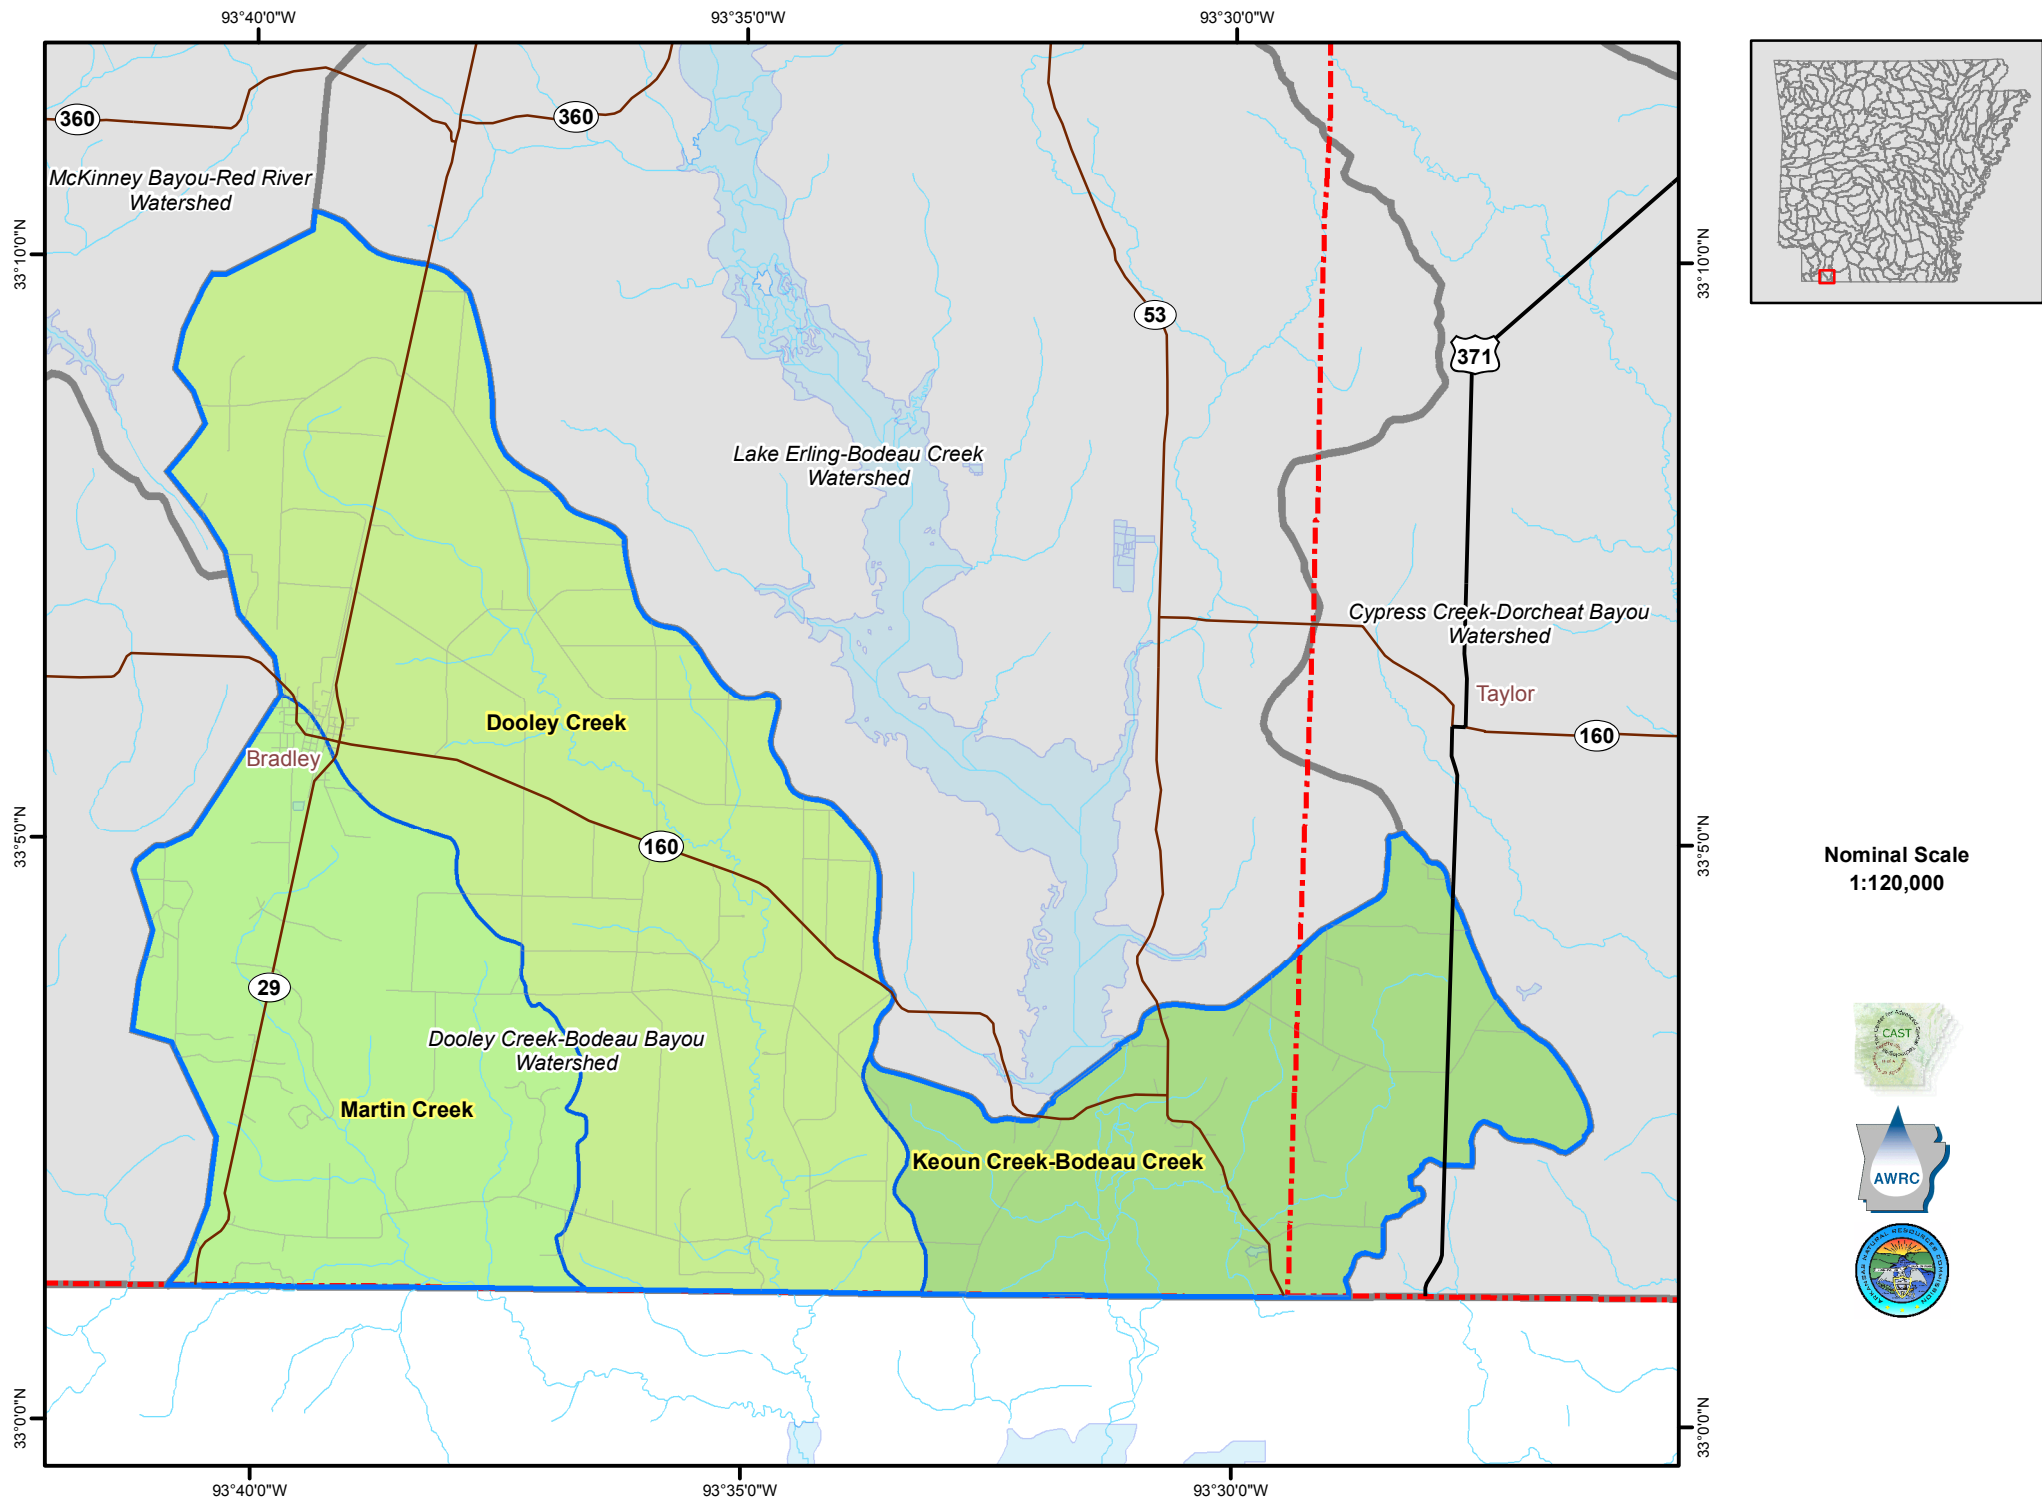 93°40'0"W
93°35'0"W
93°30'0"W
360
360
McKinney Bayou-Red River
Watershed
33°10'0"N
33°10'0"N
53
371
Lake Erling-Bodeau Creek
Watershed
Cypress Creek-Dorcheat Bayou
Watershed
Taylor
Dooley Creek
160
Bradley
33°5'0"N
160
33°5'0"N
Nominal Scale
1:120,000
29
Dooley Creek-Bodeau Bayou
Watershed
CAST
Martin Creek
Keoun Creek-Bodeau Creek
AWRC
ARKANSAS NATURAL RESOURCES COMMISSION
33°0'0"N
33°0'0"N
93°40'0"W
93°35'0"W
93°30'0"W